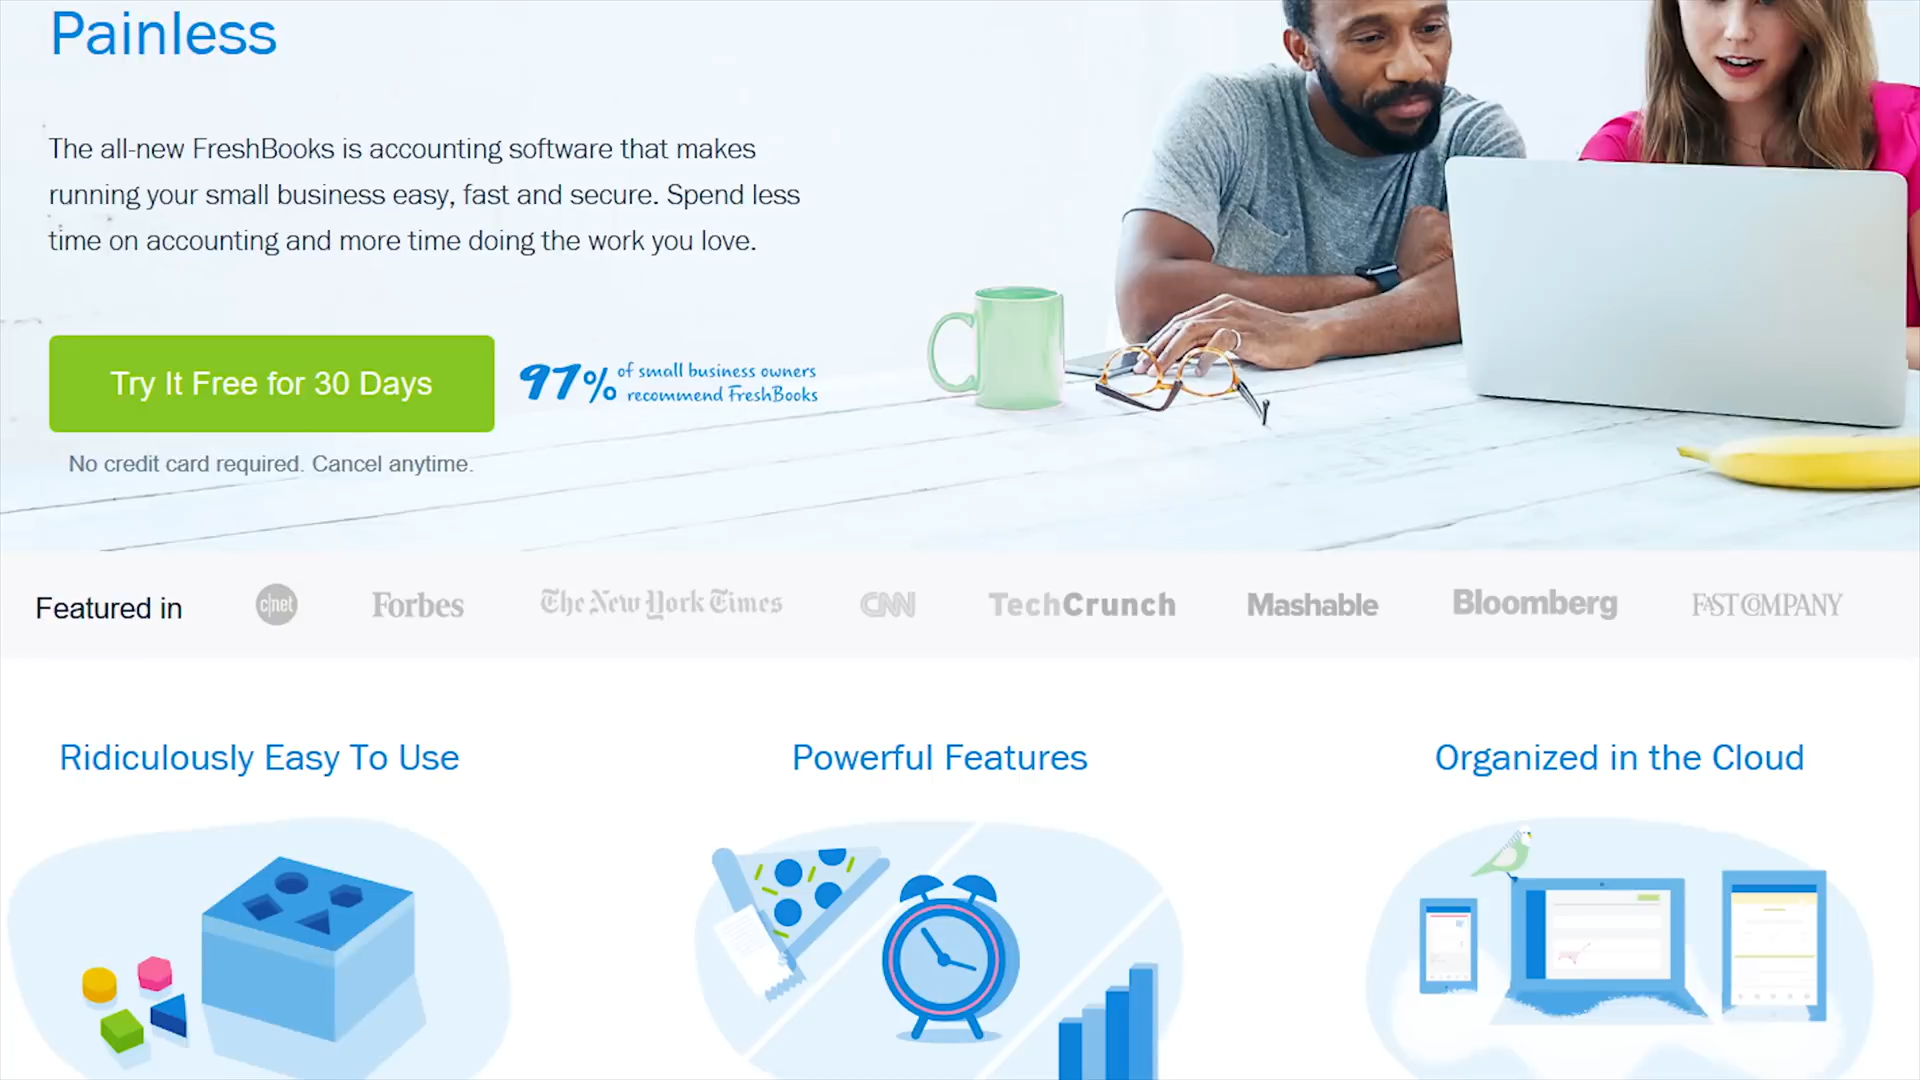 Painless
The all-new FreshBooks is accounting software that makes
running your small business easy, fast and secure. Spend less
time on accounting and more time doing the work you love.
Try It Free for 30 Days
97% of small business owners
recommend FreshBooks
No credit card required. Cancel anytime.
Featured in c|net Forbes The New York Times CNN TechCrunch Mashable Bloomberg FAST COMPANY
Ridiculously Easy To Use Powerful Features Organized in the Cloud